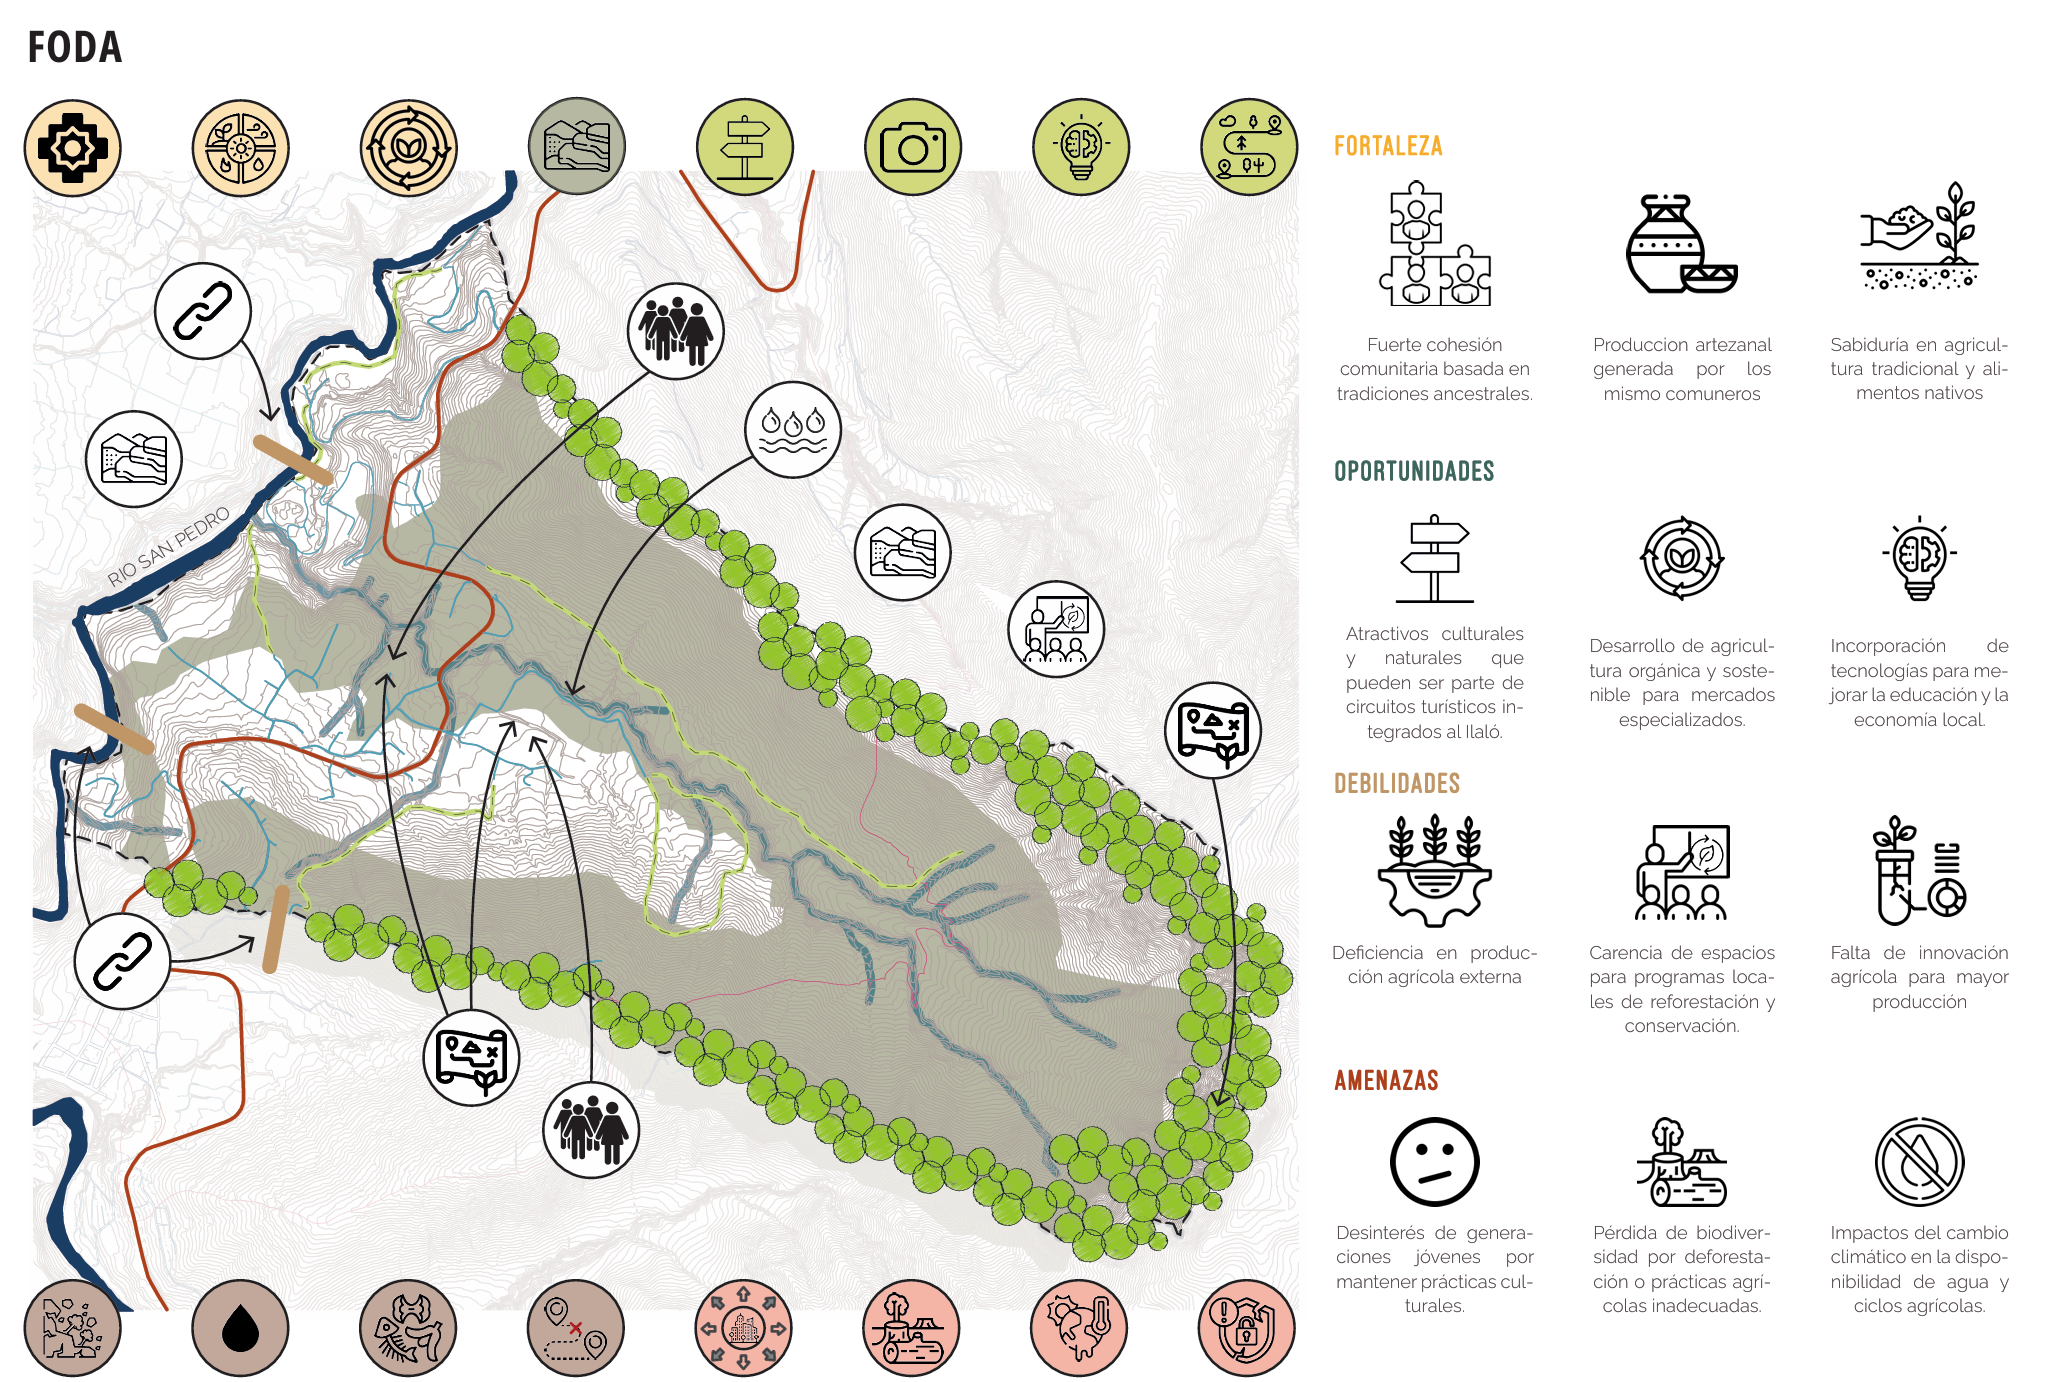 FODA
RIO SAN PEDRO
FORTALEZA
Fuerte cohesión
comunitaria basada en
tradiciones ancestrales.
Produccion artezanal
generada por los
mismo comuneros
Sabiduría en agricul-
tura tradicional y ali-
mentos nativos
OPORTUNIDADES
Atractivos culturales
y naturales que
pueden ser parte de
circuitos turísticos in-
tegrados al Ilaló.
Desarrollo de agricul-
tura orgánica y soste-
nible para mercados
especializados.
Incorporación de
tecnologías para me-
jorar la educación y la
economía local.
DEBILIDADES
Deficiencia en produc-
ción agrícola externa
Carencia de espacios
para programas loca-
les de reforestación y
conservación.
Falta de innovación
agrícola para mayor
producción
AMENAZAS
Desinterés de genera-
ciones jóvenes por
mantener prácticas cul-
turales.
Pérdida de biodiver-
sidad por deforesta-
ción o prácticas agrí-
colas inadecuadas.
Impactos del cambio
climático en la dispo-
nibilidad de agua y
ciclos agrícolas.